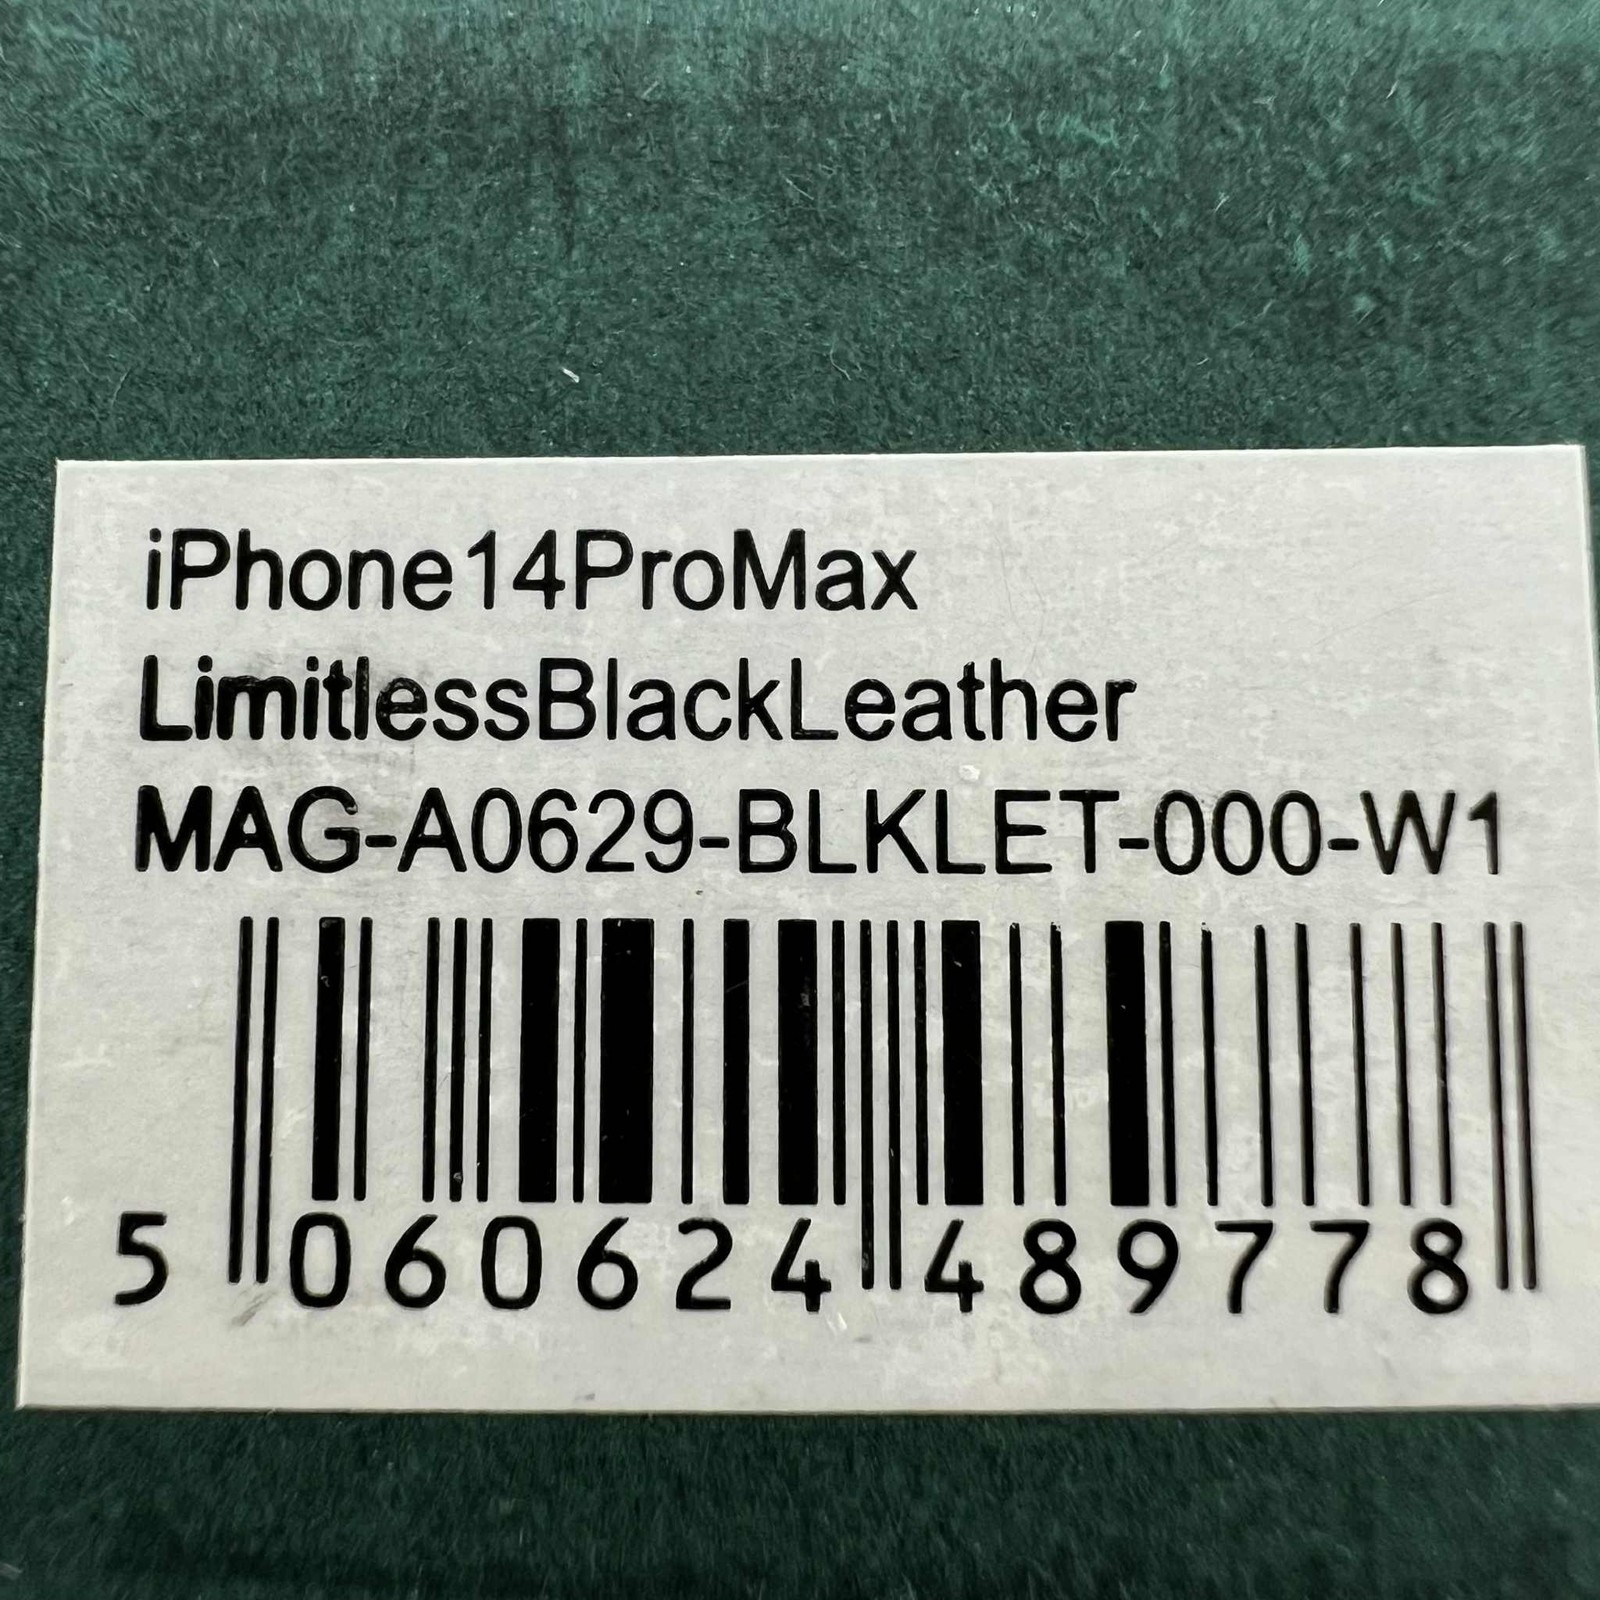 iPhone14ProMax
LimitlessBlackLeather
MAG-A0629-BLKLET-000-W1
5 060624 489778